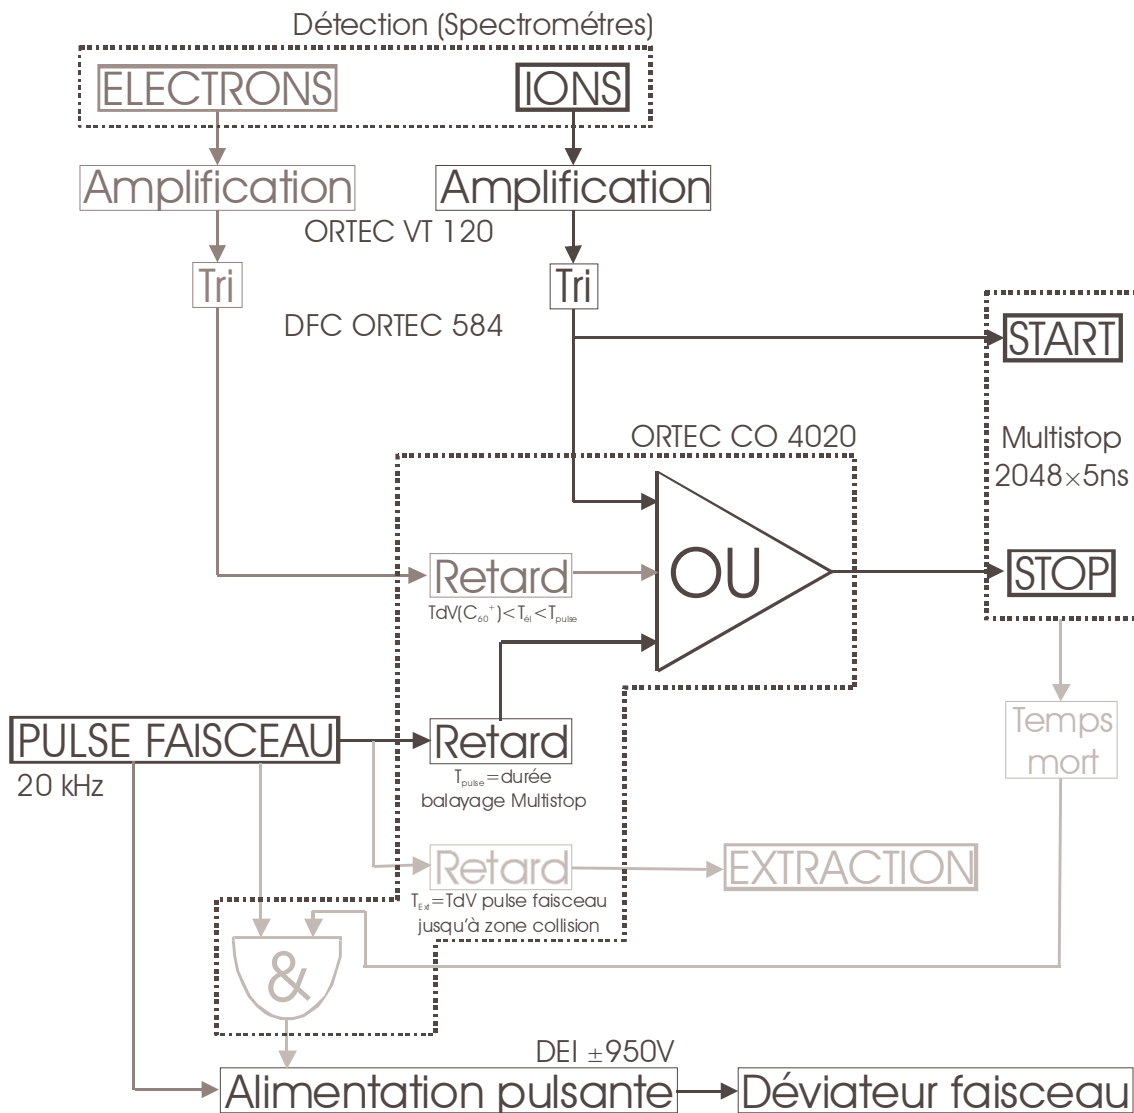 Détection (Spectrométres)
ELECTRONS
IONS
Amplification
Amplification
ORTEC VT 120
Tri
Tri
DFC ORTEC 584
START
ORTEC CO 4020
Multistop
2048×5ns
OU
Retard
TdV(C₆₀⁺)<Tél<Tpulse
STOP
PULSE FAISCEAU
20 kHz
Retard
Tpulse=durée
balayage Multistop
Temps
mort
Retard
EXTRACTION
TExt=TdV pulse faisceau
jusqu'à zone collision
&
DEI ±950V
Alimentation pulsante
Déviateur faisceau